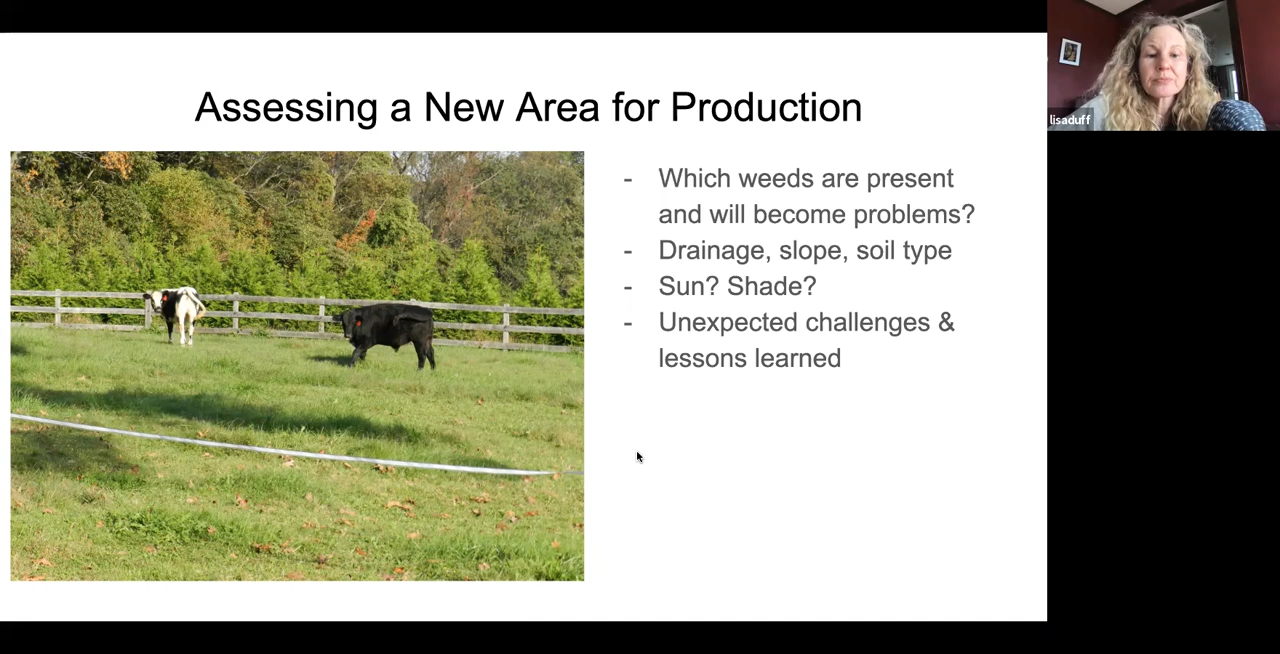 Assessing a New Area for Production
- Which weeds are present
and will become problems?
- Drainage, slope, soil type
- Sun? Shade?
- Unexpected challenges &
lessons learned
lisaduff